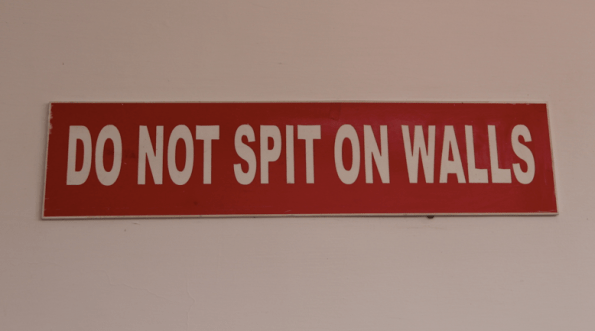 DO NOT SPIT ON WALLS